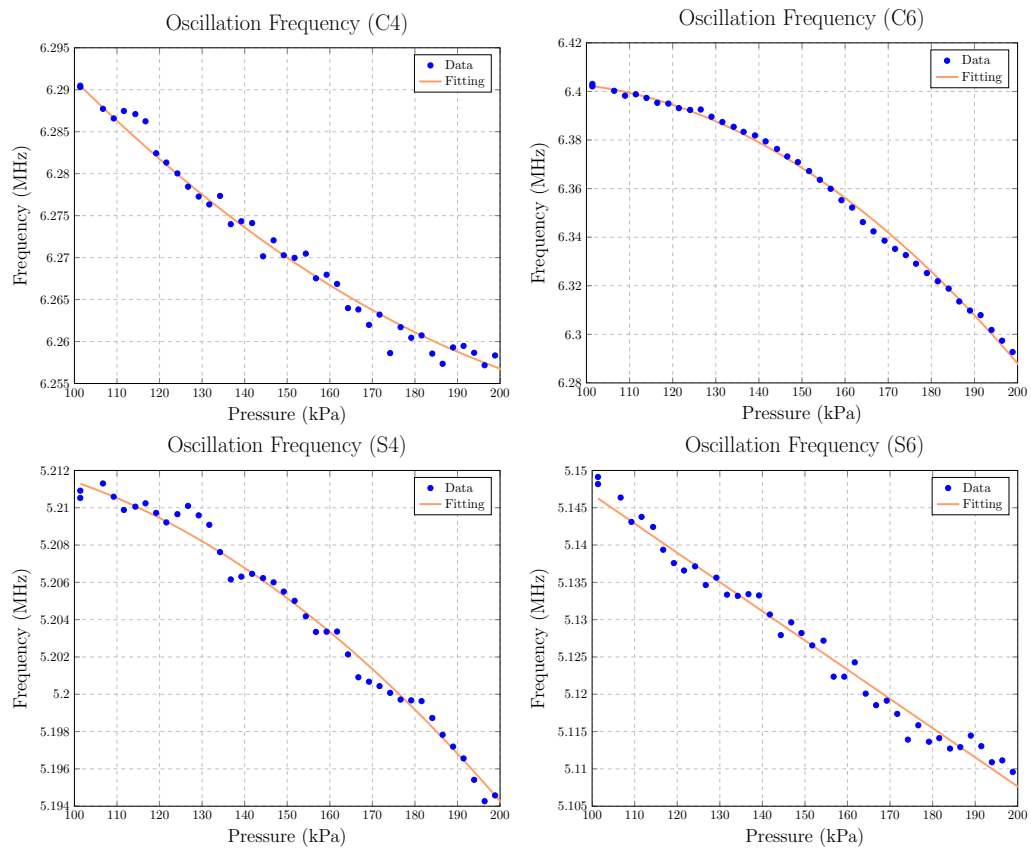 Oscillation Frequency (C4)
6.295
6.29
6.285
6.28
6.275
6.27
6.265
6.26
6.255
Frequency (MHz)
Data
Fitting
100 110 120 130 140 150 160 170 180 190 200
Pressure (kPa)
Oscillation Frequency (C6)
6.42
6.4
6.38
6.36
6.34
6.32
6.3
6.28
Frequency (MHz)
Data
Fitting
100 110 120 130 140 150 160 170 180 190 200
Pressure (kPa)
Oscillation Frequency (S4)
5.212
5.21
5.208
5.206
5.204
5.202
5.2
5.198
5.196
5.194
Frequency (MHz)
Data
Fitting
100 110 120 130 140 150 160 170 180 190 200
Pressure (kPa)
Oscillation Frequency (S6)
5.15
5.145
5.14
5.135
5.13
5.125
5.12
5.115
5.11
5.105
Frequency (MHz)
Data
Fitting
100 110 120 130 140 150 160 170 180 190 200
Pressure (kPa)